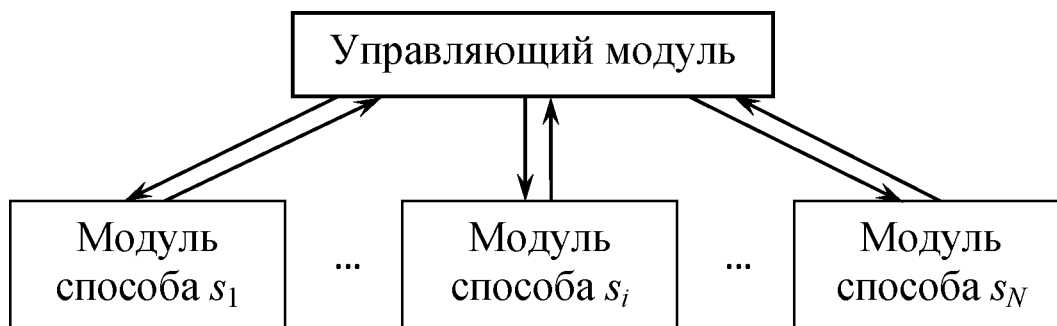 Управляющий модуль
Модуль
способа s1
...
Модуль
способа si
...
Модуль
способа sN